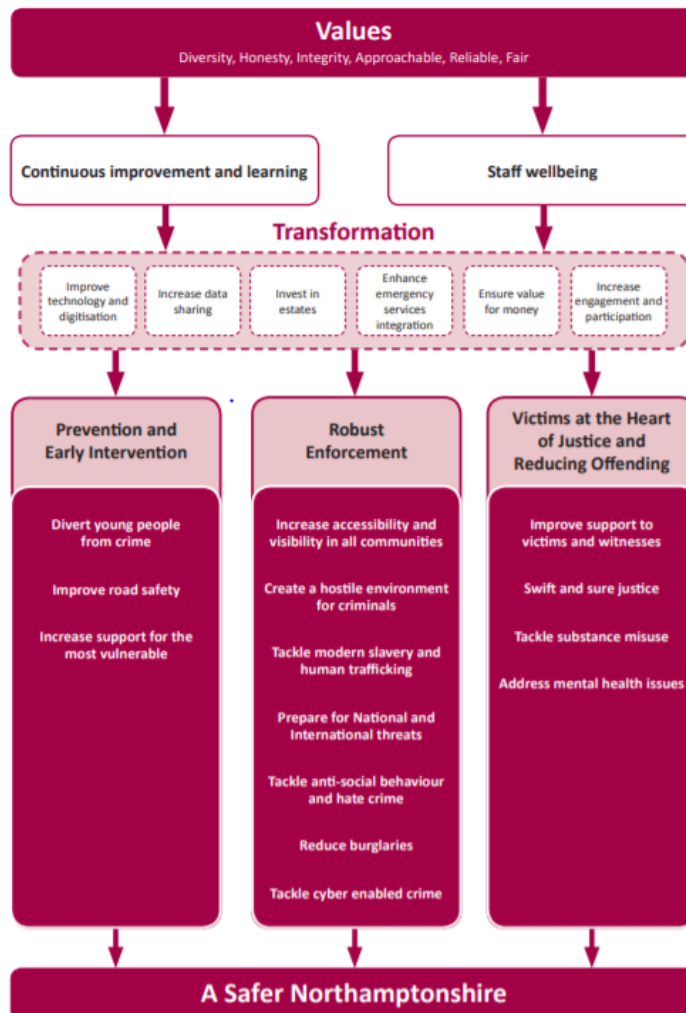 Values
Diversity, Honesty, Integrity, Approachable, Reliable, Fair
Continuous improvement and learning
Staff wellbeing
Transformation
Improve
technology and
digitisation
Increase data
sharing
Invest in
estates
Enhance
emergency
services
integration
Ensure value
for money
Increase
engagement and
participation
Prevention and
Early Intervention
Divert young people
from crime
Improve road safety
Increase support for the
most vulnerable
Robust
Enforcement
Increase accessibility and
visibility in all communities
Create a hostile environment
for criminals
Tackle modern slavery and
human trafficking
Prepare for National and
International threats
Tackle anti-social behaviour
and hate crime
Reduce burglaries
Tackle cyber enabled crime
Victims at the Heart
of Justice and
Reducing Offending
Improve support to
victims and witnesses
Swift and sure justice
Tackle substance misuse
Address mental health issues
A Safer Northamptonshire